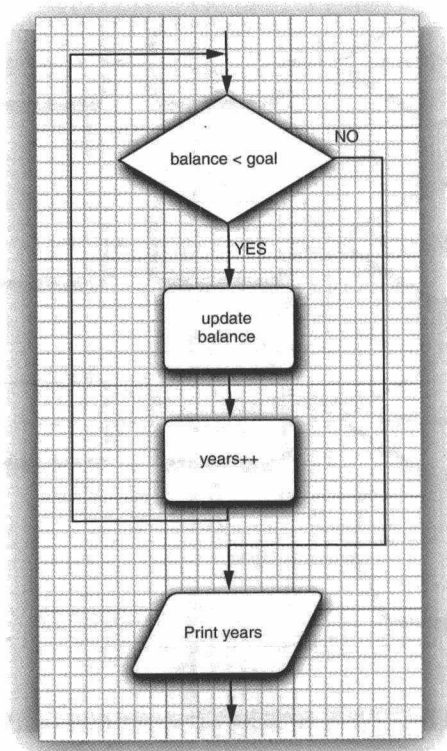 balance < goal
NO
YES
update
balance
years++
Print years